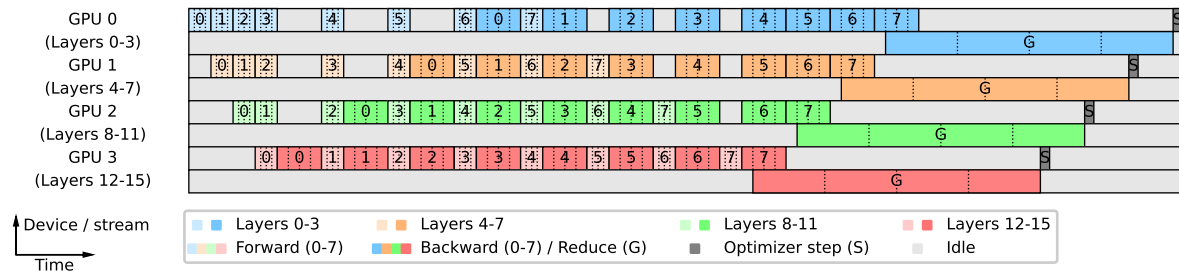 GPU 0 0 1 2 3 4 5 6 0 7 1 2 3 4 5 6 7 S
(Layers 0-3) G
GPU 1 0 1 2 3 4 0 5 1 6 2 7 3 4 5 6 7 S
(Layers 4-7) G
GPU 2 0 1 2 0 3 1 4 2 5 3 6 4 7 5 6 7 S
(Layers 8-11) G
GPU 3 0 0 1 1 2 2 3 3 4 4 5 5 6 6 7 7 S
(Layers 12-15) G
Device / stream
Time
Layers 0-3 Layers 4-7 Layers 8-11 Layers 12-15
Forward (0-7) Backward (0-7) / Reduce (G) Optimizer step (S) Idle